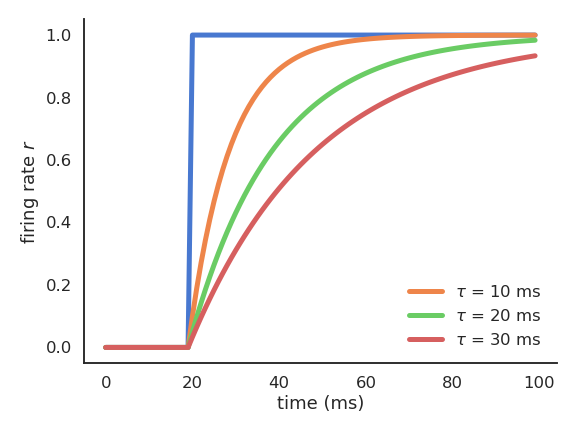 1.0
0.8
0.6
0.4
0.2
0.0
firing rate r
τ = 10 ms
τ = 20 ms
τ = 30 ms
0 20 40 60 80 100
time (ms)